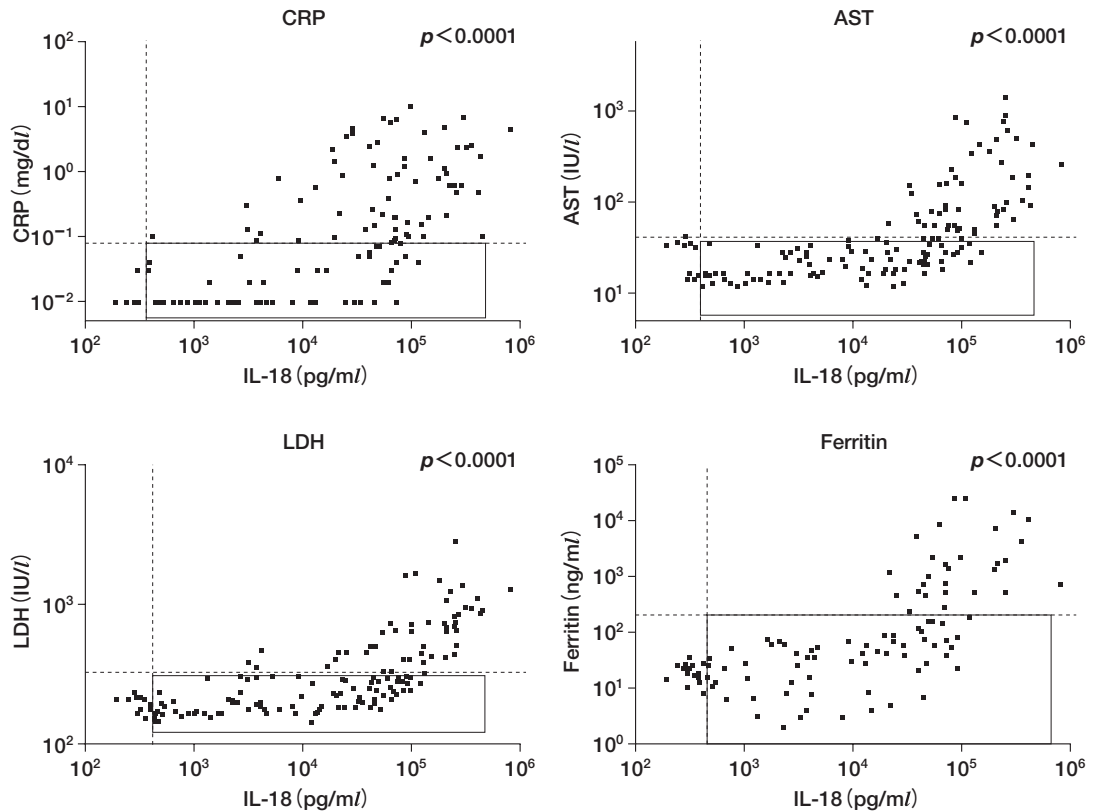 CRP
p<0.0001
CRP (mg/dl)
10² 10¹ 10⁰ 10⁻¹ 10⁻²
10² 10³ 10⁴ 10⁵ 10⁶
IL-18 (pg/ml)
AST
p<0.0001
AST (IU/l)
10³ 10² 10¹
10² 10³ 10⁴ 10⁵ 10⁶
IL-18 (pg/ml)
LDH
p<0.0001
LDH (IU/l)
10⁴ 10³ 10²
10² 10³ 10⁴ 10⁵ 10⁶
IL-18 (pg/ml)
Ferritin
p<0.0001
Ferritin (ng/ml)
10⁵ 10⁴ 10³ 10² 10¹ 10⁰
10² 10³ 10⁴ 10⁵ 10⁶
IL-18 (pg/ml)